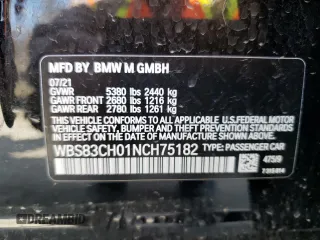 MFD. BY BMW M GMBH
07/21
GVWR 5380 lbs 2440 kg
GAWR FRONT 2680 lbs 1216 kg
GAWR REAR 2780 lbs 1261 kg
THIS VEHICLE CONFORMS TO ALL APPLICABLE U.S. FEDERAL
MOTOR VEHICLE SAFETY, BUMPER, AND THEFT PREVENTION
STANDARDS IN EFFECT ON THE DATE OF MANUFACTURE SHOWN ABOVE.
WBS83CH01NCH75182 TYPE: PASSENGER CAR
475/9